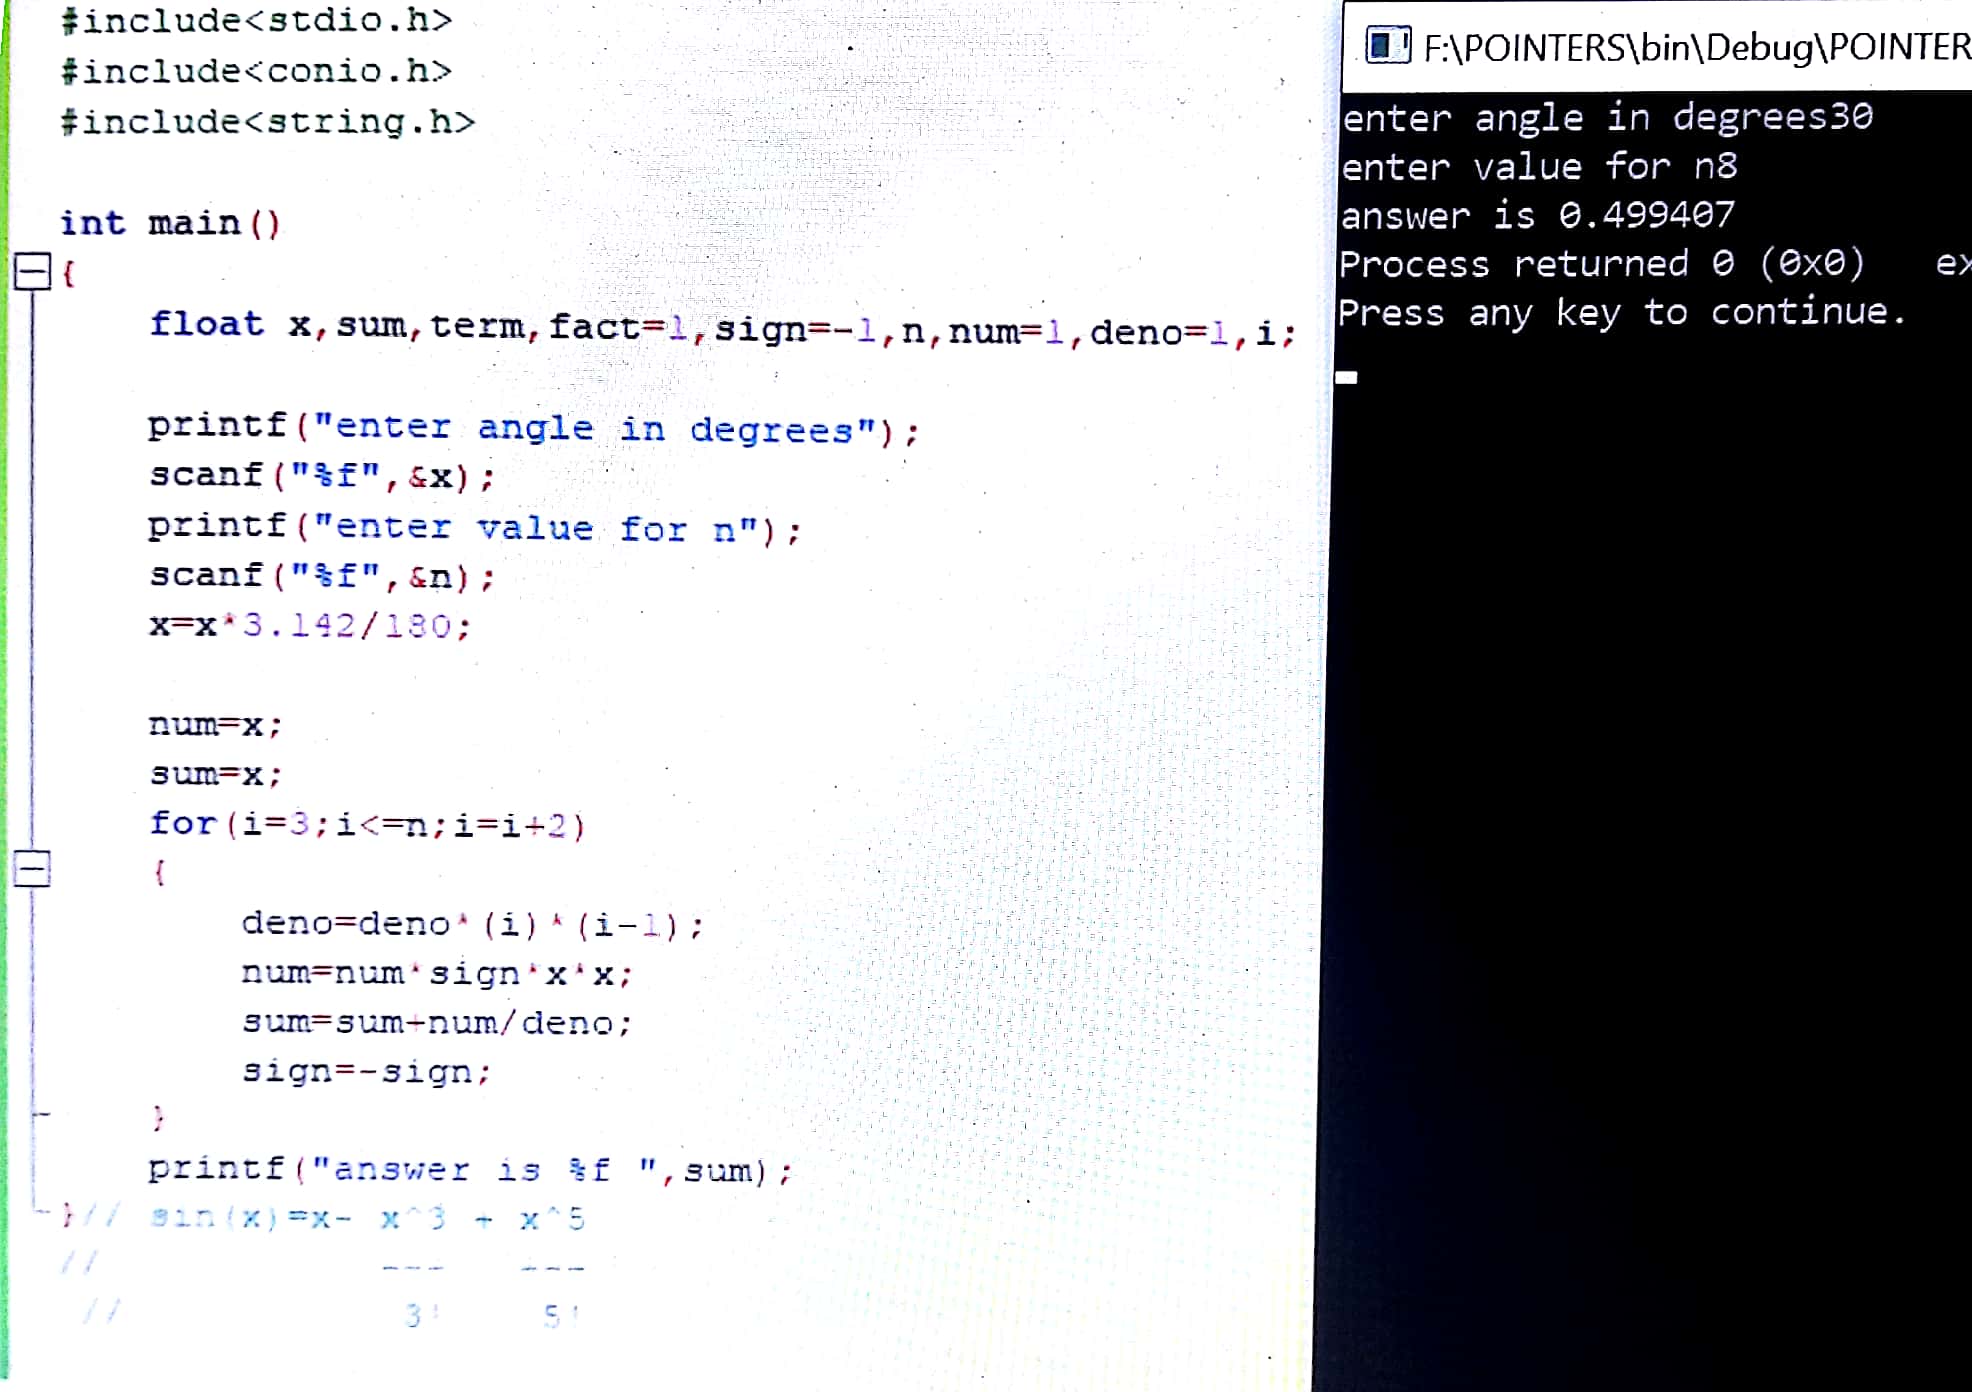 #include<stdio.h>
#include<conio.h>
#include<string.h>
int main()
{
float x,sum,term,fact=1,sign=-1,n,num=1,deno=1,i;
printf("enter angle in degrees");
scanf("%f",&x);
printf("enter value for n");
scanf("%f",&n);
x=x*3.142/180;
num=x;
sum=x;
for(i=3;i<=n;i=i+2)
{
deno=deno*(i)*(i-1);
num=num*sign*x*x;
sum=sum+num/deno;
sign=-sign;
}
printf("answer is %f ",sum);
}// sin(x)=x- x^3 + x^5
// --- ---
// 3! 5!
F:\POINTERS\bin\Debug\POINTER
enter angle in degrees30
enter value for n8
answer is 0.499407
Process returned 0 (0x0) ex
Press any key to continue.